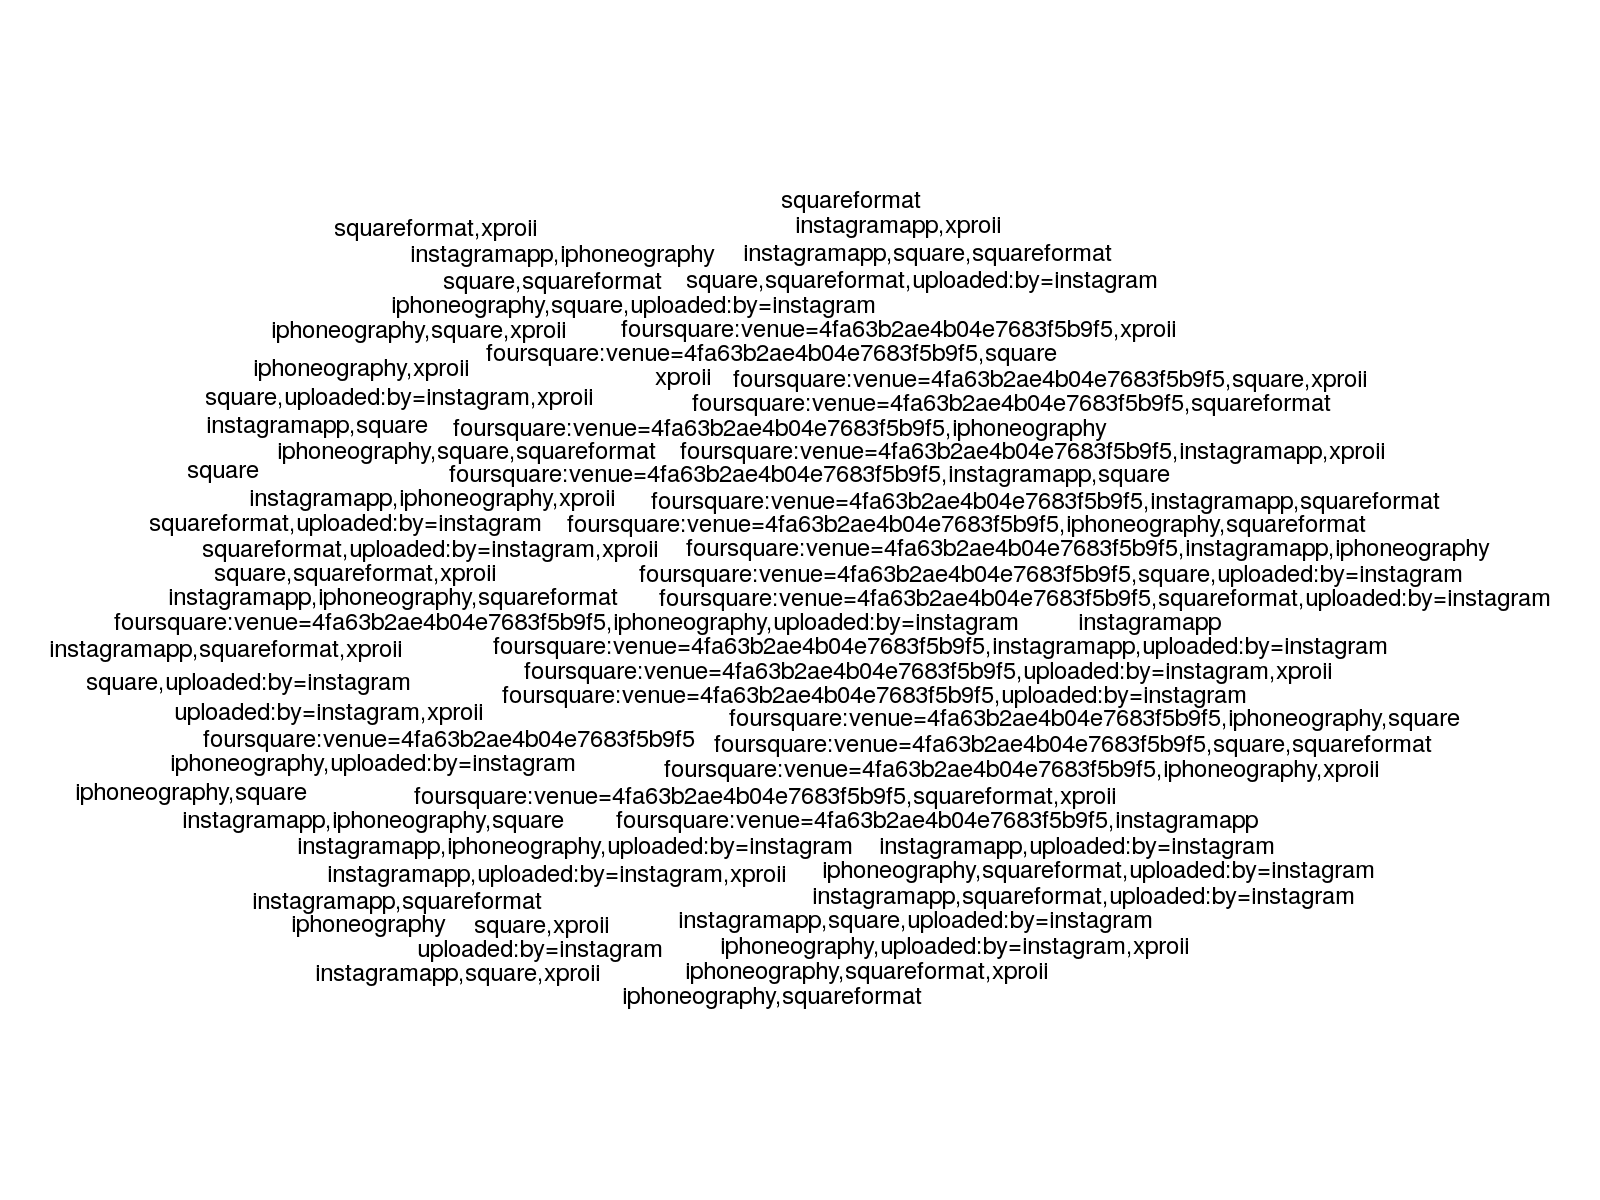 squareformat
squareformat,xproii instagramapp,xproii
instagramapp,iphoneography instagramapp,square,squareformat
square,squareformat square,squareformat,uploaded:by=instagram
iphoneography,square,uploaded:by=instagram
iphoneography,square,xproii foursquare:venue=4fa63b2ae4b04e7683f5b9f5,xproii
foursquare:venue=4fa63b2ae4b04e7683f5b9f5,square
iphoneography,xproii xproii foursquare:venue=4fa63b2ae4b04e7683f5b9f5,square,xproii
square,uploaded:by=instagram,xproii foursquare:venue=4fa63b2ae4b04e7683f5b9f5,squareformat
instagramapp,square foursquare:venue=4fa63b2ae4b04e7683f5b9f5,iphoneography
iphoneography,square,squareformat foursquare:venue=4fa63b2ae4b04e7683f5b9f5,instagramapp,xproii
square foursquare:venue=4fa63b2ae4b04e7683f5b9f5,instagramapp,square
instagramapp,iphoneography,xproii foursquare:venue=4fa63b2ae4b04e7683f5b9f5,instagramapp,squareformat
squareformat,uploaded:by=instagram foursquare:venue=4fa63b2ae4b04e7683f5b9f5,iphoneography,squareformat
squareformat,uploaded:by=instagram,xproii foursquare:venue=4fa63b2ae4b04e7683f5b9f5,instagramapp,iphoneography
square,squareformat,xproii foursquare:venue=4fa63b2ae4b04e7683f5b9f5,square,uploaded:by=instagram
instagramapp,iphoneography,squareformat foursquare:venue=4fa63b2ae4b04e7683f5b9f5,squareformat,uploaded:by=instagram
foursquare:venue=4fa63b2ae4b04e7683f5b9f5,iphoneography,uploaded:by=instagram instagramapp
instagramapp,squareformat,xproii foursquare:venue=4fa63b2ae4b04e7683f5b9f5,instagramapp,uploaded:by=instagram
foursquare:venue=4fa63b2ae4b04e7683f5b9f5,uploaded:by=instagram,xproii
square,uploaded:by=instagram foursquare:venue=4fa63b2ae4b04e7683f5b9f5,uploaded:by=instagram
uploaded:by=instagram,xproii foursquare:venue=4fa63b2ae4b04e7683f5b9f5,iphoneography,square
foursquare:venue=4fa63b2ae4b04e7683f5b9f5 foursquare:venue=4fa63b2ae4b04e7683f5b9f5,square,squareformat
iphoneography,uploaded:by=instagram foursquare:venue=4fa63b2ae4b04e7683f5b9f5,iphoneography,xproii
iphoneography,square foursquare:venue=4fa63b2ae4b04e7683f5b9f5,squareformat,xproii
instagramapp,iphoneography,square foursquare:venue=4fa63b2ae4b04e7683f5b9f5,instagramapp
instagramapp,iphoneography,uploaded:by=instagram instagramapp,uploaded:by=instagram
instagramapp,uploaded:by=instagram,xproii iphoneography,squareformat,uploaded:by=instagram
instagramapp,squareformat instagramapp,squareformat,uploaded:by=instagram
iphoneography square,xproii instagramapp,square,uploaded:by=instagram
uploaded:by=instagram iphoneography,uploaded:by=instagram,xproii
instagramapp,square,xproii iphoneography,squareformat,xproii
iphoneography,squareformat